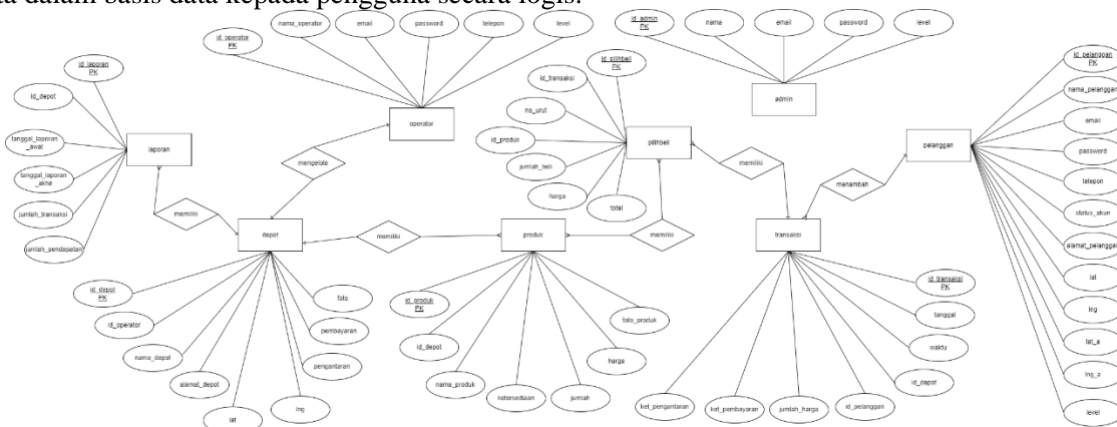 ta dalam basis data kepada pengguna secara logis.
nama_operator
email
password
telepon
level
id_operator
PK
operator
id_admin
PK
nama
email
password
level
admin
id_laporan
PK
id_depot
tanggal_laporan
_awal
tanggal_laporan
_akhir
jumlah_transaksi
jumlah_pendapatan
laporan
memiliki
mengelola
id_pilihbeli
PK
id_transaksi
no_urut
id_produk
jumlah_beli
harga
total
pilihbeli
memiliki
menambah
id_pelanggan
PK
nama_pelanggan
email
password
telepon
status_akun
alamat_pelanggan
lat
lng
lat_a
lng_a
level
pelanggan
depot
memiliki
produk
memiliki
transaksi
id_depot
PK
id_operator
nama_depot
alamat_depot
lat
lng
pengantaran
pembayaran
foto
id_produk
PK
id_depot
nama_produk
ketersediaan
jumlah
harga
foto_produk
id_transaksi
PK
tanggal
waktu
id_depot
id_pelanggan
jumlah_harga
ket_pembayaran
ket_pengantaran